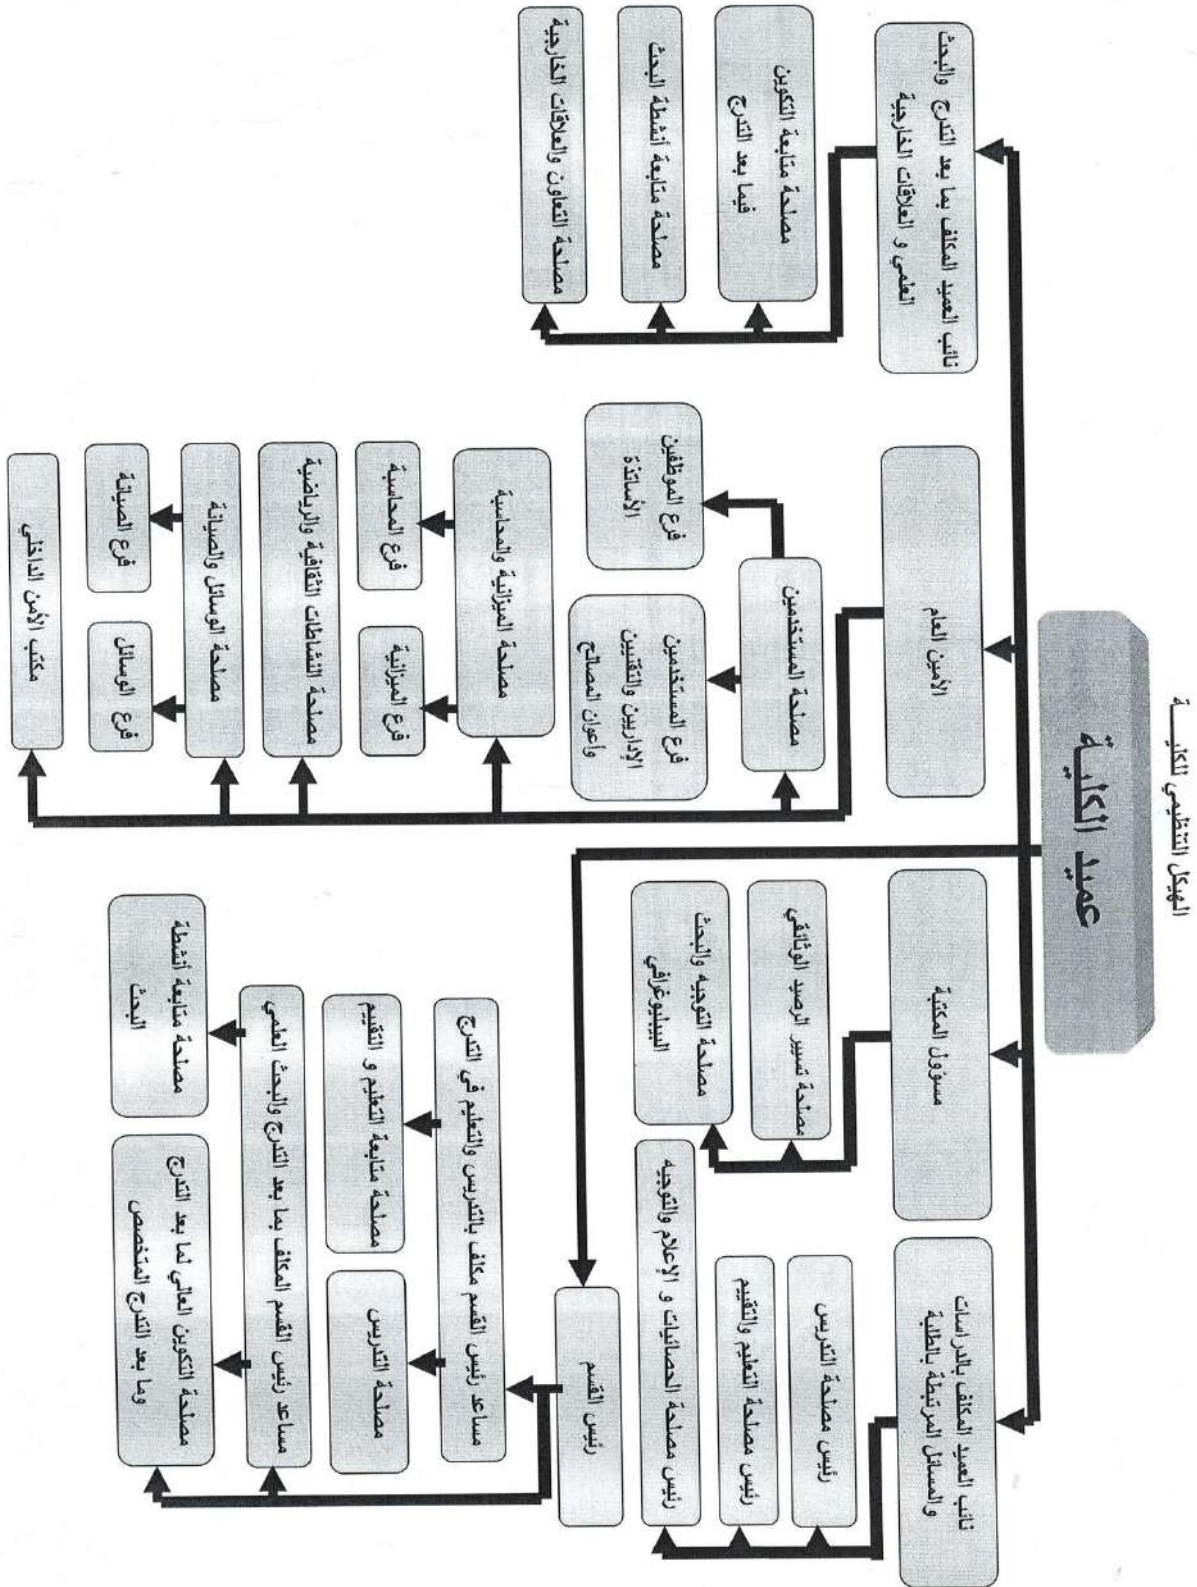 الهيكل التنظيمي للكليـــة
عميد الكلية
نائب العميد المكلف بالدراسات
والمسائل المرتبطة بالطلبة
رئيس مصلحة التدريس
رئيس مصلحة التعليم والتقييم
رئيس مصلحة الحصائيات و الإعلام والتوجيه
مسؤول المكتبة
مصلحة تسيير الرصيد الوثائقي
مصلحة التوجيه والبحث
البيبليوغرافي
الأمين العام
مصلحة المستخدمين
فرع المستخدمين
الإداريين والتقنيين
وأعوان المصالح
فرع الموظفين
الأساتذة
مصلحة الميزانية والمحاسبة
فرع الميزانية
فرع المحاسبة
مصلحة النشاطات الثقافية والرياضية
مصلحة الوسائل والصيانة
فرع الوسائل
فرع الصيانة
مكتب الأمن الداخلي
نائب العميد المكلف بما بعد التدرج والبحث
العلمي و العلاقات الخارجية
مصلحة متابعة التكوين
فيما بعد التدرج
مصلحة متابعة أنشطة البحث
مصلحة التعاون والعلاقات الخارجية
رئيس القسم
مساعد رئيس القسم مكلف بالتدريس والتعليم في التدرج
مصلحة التدريس
مصلحة متابعة التعليم و التقييم
مساعد رئيس القسم المكلف بما بعد التدرج والبحث العلمي
مصلحة التكوين العالي لما بعد التدرج
وما بعد التدرج المتخصص
مصلحة متابعة أنشطة
البحث